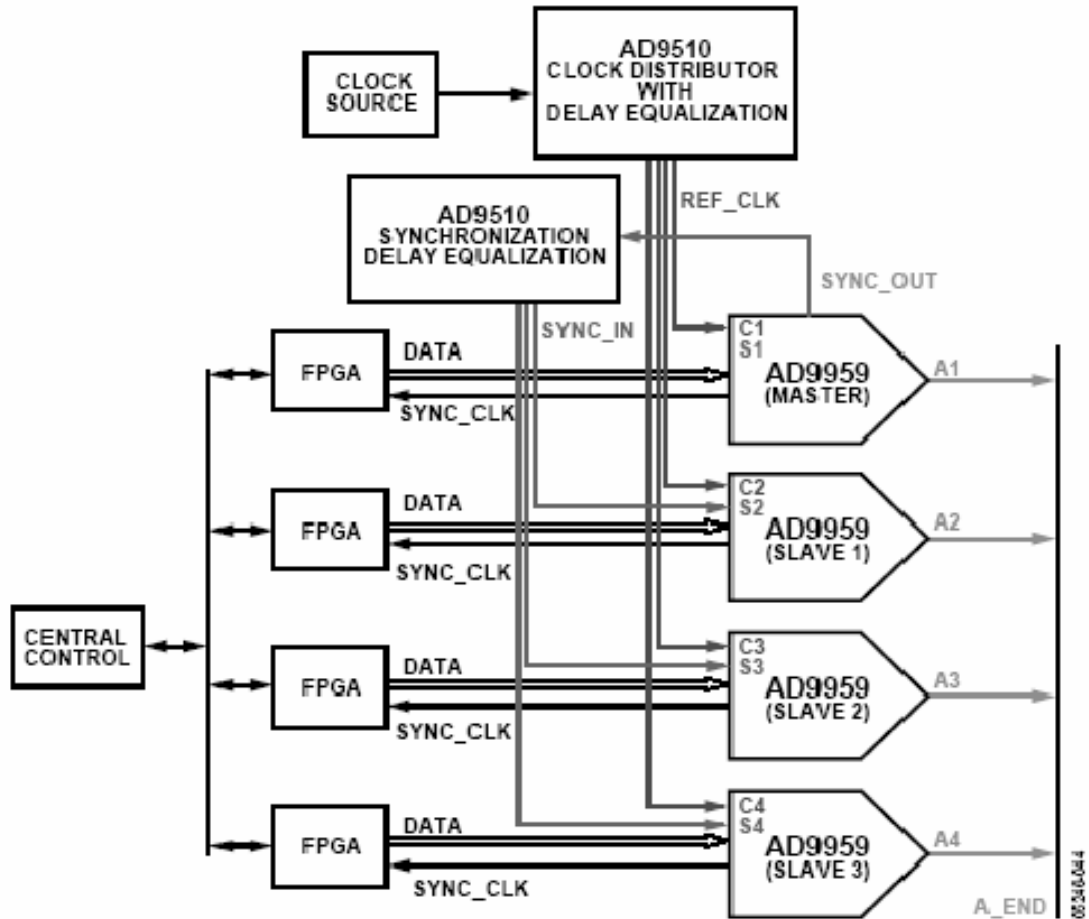 AD9510
CLOCK DISTRIBUTOR
WITH
DELAY EQUALIZATION
CLOCK
SOURCE
REF_CLK
AD9510
SYNCHRONIZATION
DELAY EQUALIZATION
SYNC_OUT
SYNC_IN
FPGA
DATA
SYNC_CLK
C1
S1
AD9959
(MASTER)
A1
FPGA
DATA
SYNC_CLK
C2
S2
AD9959
(SLAVE 1)
A2
CENTRAL
CONTROL
FPGA
DATA
SYNC_CLK
C3
S3
AD9959
(SLAVE 2)
A3
FPGA
DATA
SYNC_CLK
C4
S4
AD9959
(SLAVE 3)
A4
A_END